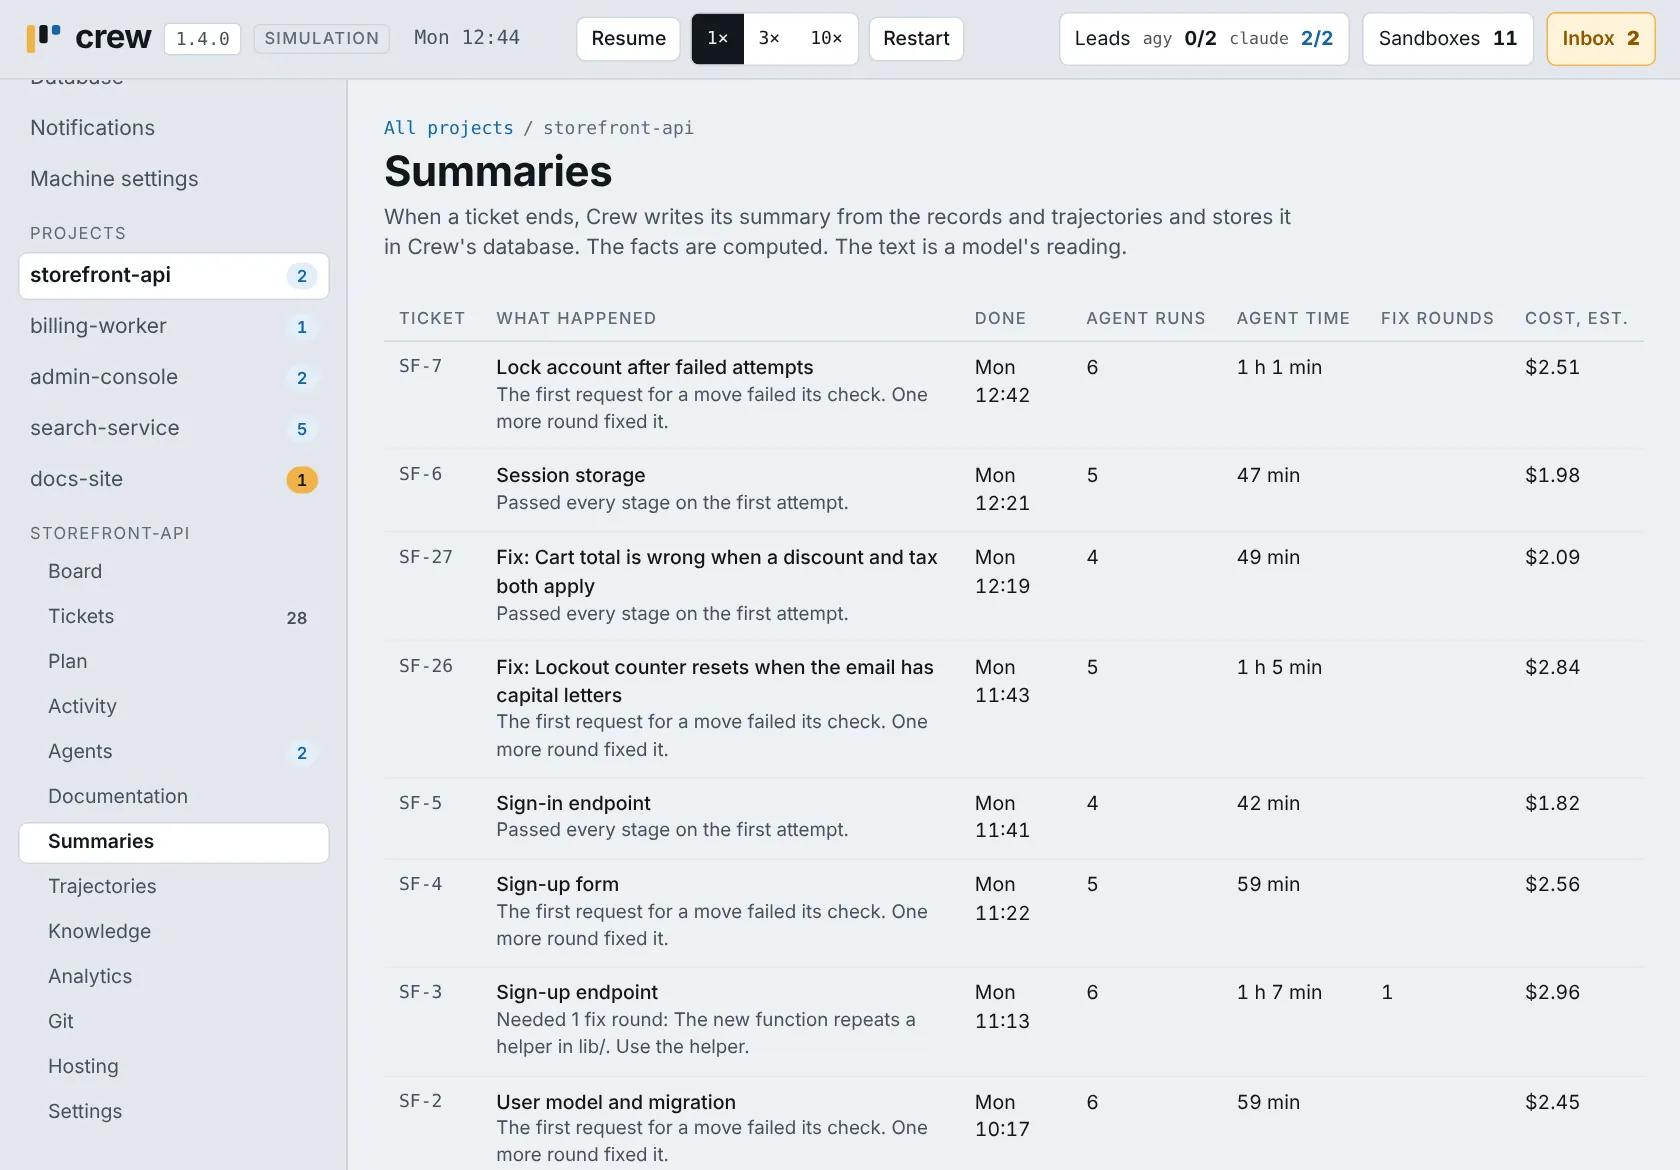 crew 1.4.0 SIMULATION Mon 12:44 Resume 1× 3× 10× Restart Leads agy 0/2 claude 2/2 Sandboxes 11 Inbox 2
Database
Notifications
Machine settings
PROJECTS
storefront-api 2
billing-worker 1
admin-console 2
search-service 5
docs-site 1
STOREFRONT-API
Board
Tickets 28
Plan
Activity
Agents 2
Documentation
Summaries
Trajectories
Knowledge
Analytics
Git
Hosting
Settings
All projects / storefront-api
Summaries
When a ticket ends, Crew writes its summary from the records and trajectories and stores it
in Crew's database. The facts are computed. The text is a model's reading.
TICKET WHAT HAPPENED DONE AGENT RUNS AGENT TIME FIX ROUNDS COST, EST.
SF-7 Lock account after failed attempts Mon 6 1 h 1 min $2.51
The first request for a move failed its check. One 12:42
more round fixed it.
SF-6 Session storage Mon 5 47 min $1.98
Passed every stage on the first attempt. 12:21
SF-27 Fix: Cart total is wrong when a discount and tax Mon 4 49 min $2.09
both apply 12:19
Passed every stage on the first attempt.
SF-26 Fix: Lockout counter resets when the email has Mon 5 1 h 5 min $2.84
capital letters 11:43
The first request for a move failed its check. One
more round fixed it.
SF-5 Sign-in endpoint Mon 4 42 min $1.82
Passed every stage on the first attempt. 11:41
SF-4 Sign-up form Mon 5 59 min $2.56
The first request for a move failed its check. One 11:22
more round fixed it.
SF-3 Sign-up endpoint Mon 6 1 h 7 min 1 $2.96
Needed 1 fix round: The new function repeats a 11:13
helper in lib/. Use the helper.
SF-2 User model and migration Mon 6 59 min $2.45
The first request for a move failed its check. One 10:17
more round fixed it.